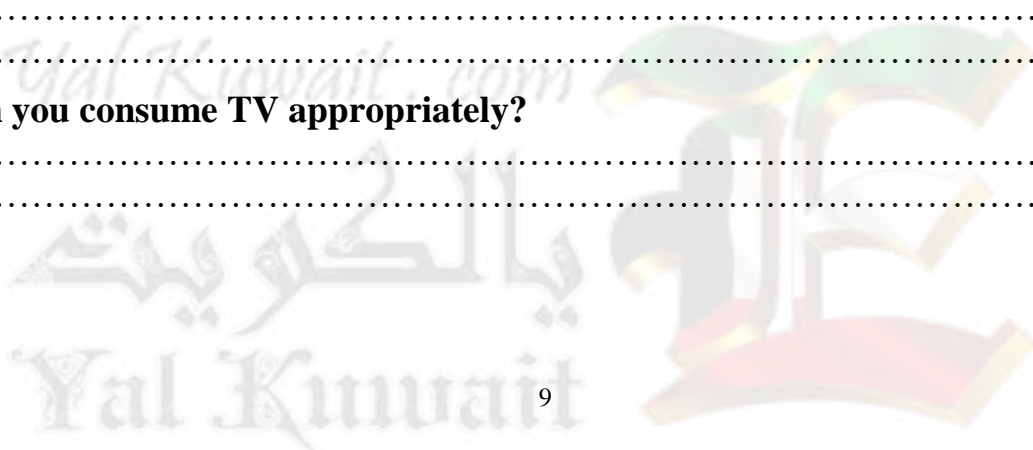 ……………………………………………………………………………………
Yal Kuwait .com
……………………………………………………………………………………
you consume TV appropriately?
……………………………………………………………………………………
……………………………………………………………………………………
يالكويت
Yal Kuwait
9